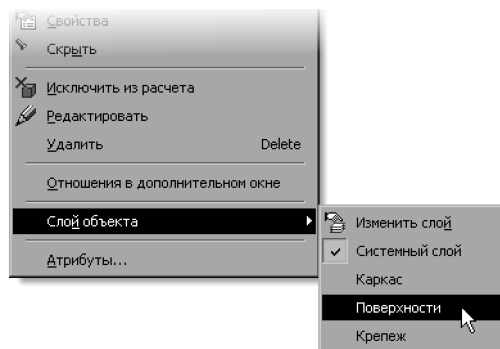 Свойства
Скрыть
Исключить из расчета
Редактировать
Удалить Delete
Отношения в дополнительном окне
Слой объекта
Атрибуты...
Изменить слой
Системный слой
Каркас
Поверхности
Крепеж